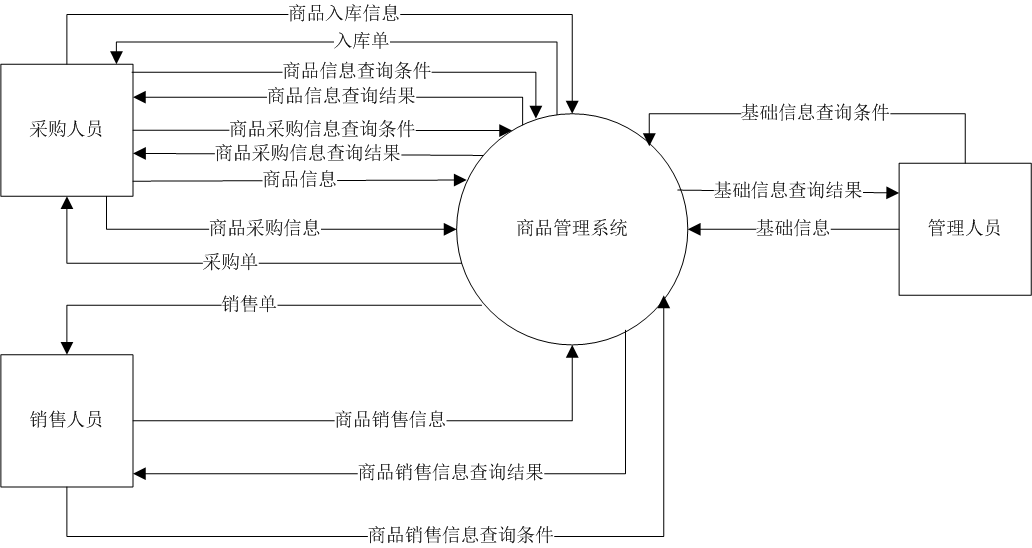 商品入库信息
入库单
商品信息查询条件
商品信息查询结果
基础信息查询条件
采购人员
商品采购信息查询条件
商品采购信息查询结果
商品信息
基础信息查询结果
商品采购信息
商品管理系统
基础信息
管理人员
采购单
销售单
销售人员
商品销售信息
商品销售信息查询结果
商品销售信息查询条件